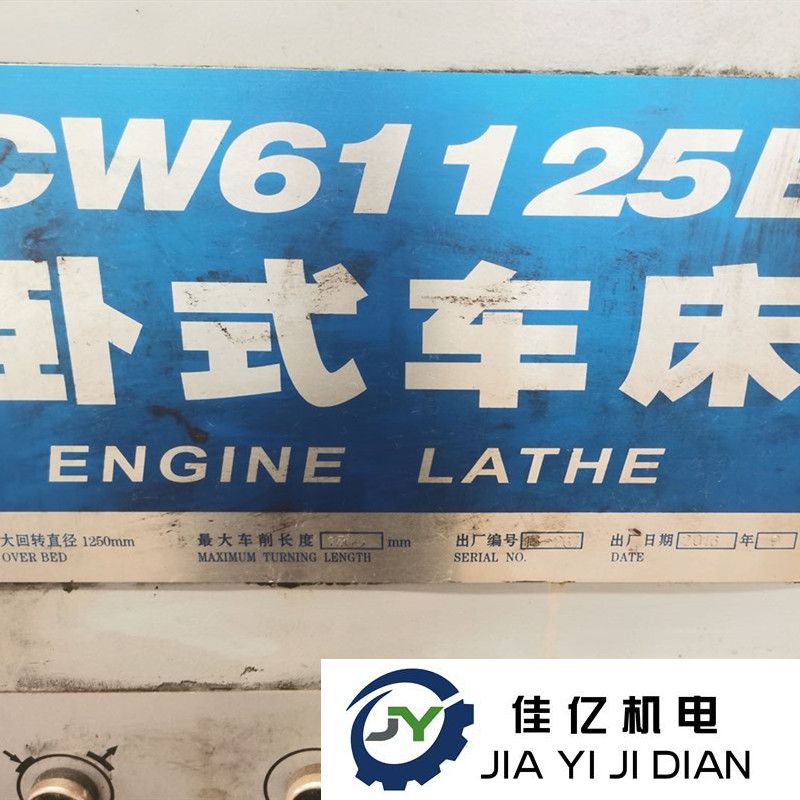 CW61125B
卧式车床
ENGINE LATHE
大回转直径 1250mm 最大车削长度 mm 出厂编号 出厂日期 年
OVER BED MAXIMUM TURNING LENGTH SERIAL NO. DATE
JY 佳亿机电
JIA YI JI DIAN